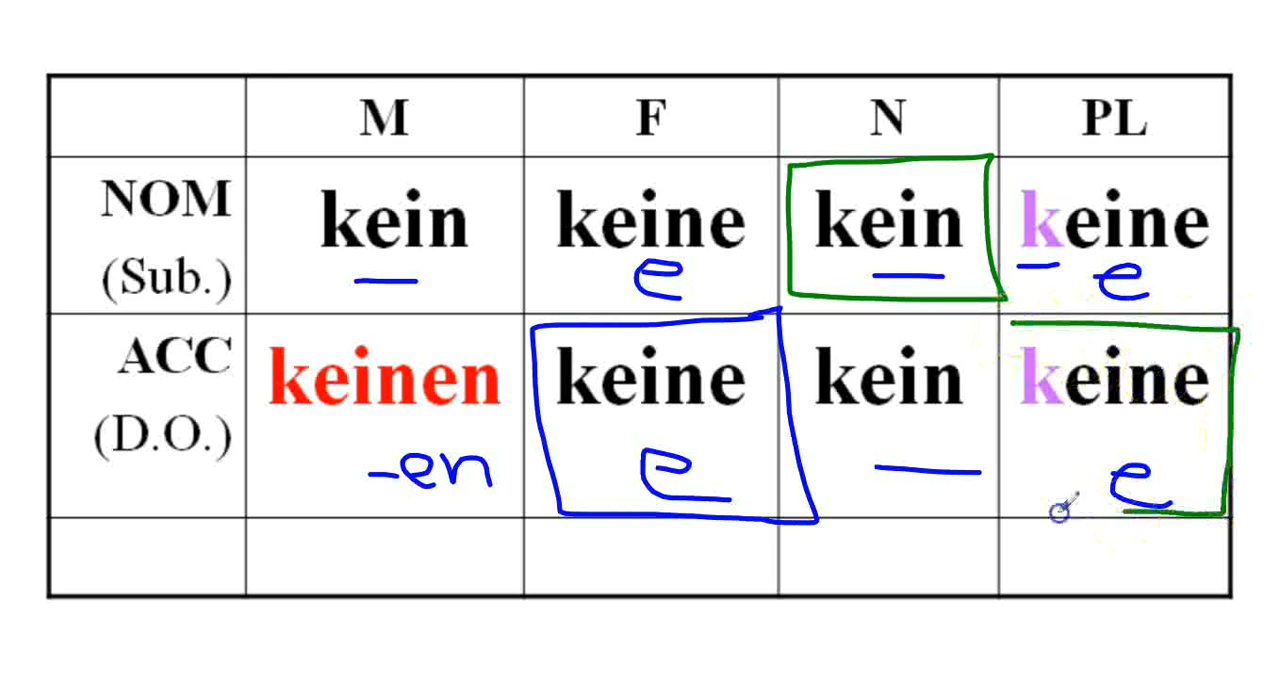 M F N PL
NOM kein keine kein keine
(Sub.) — e — — e
ACC keinen keine kein keine
(D.O.) -en e — e